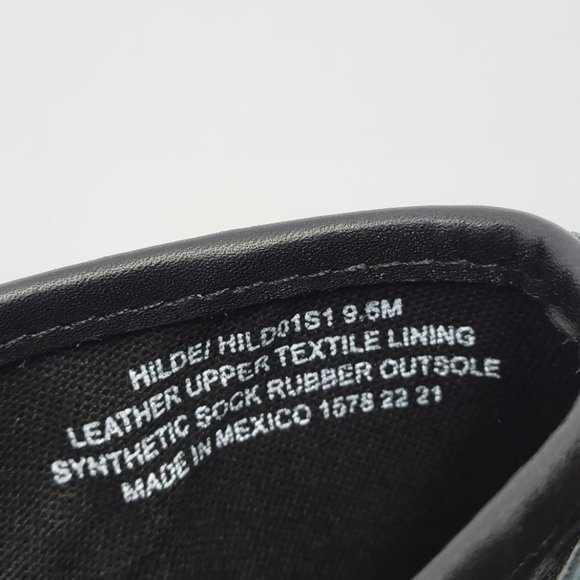 HILDE/ HILD01S1 9.5M
LEATHER UPPER TEXTILE LINING
SYNTHETIC SOCK RUBBER OUTSOLE
MADE IN MEXICO 1578 22 21